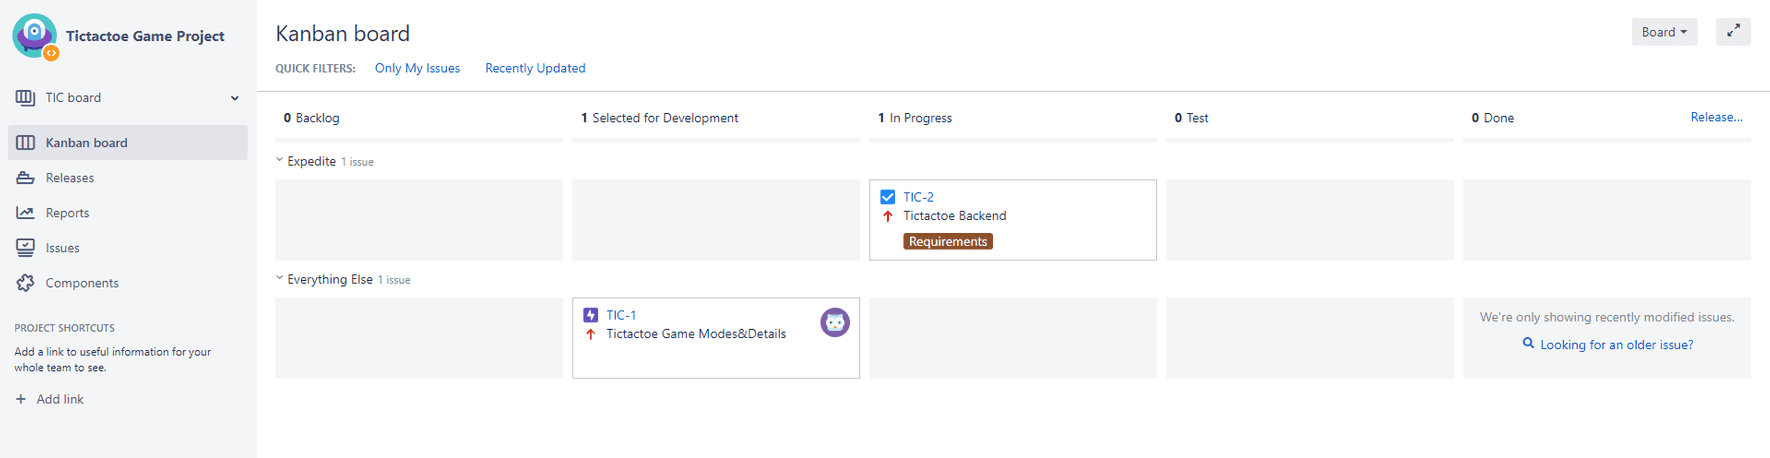 Tictactoe Game Project
TIC board
Kanban board
Releases
Reports
Issues
Components
PROJECT SHORTCUTS
Add a link to useful information for your
whole team to see.
+ Add link
Kanban board
Board
QUICK FILTERS: Only My Issues Recently Updated
0 Backlog 1 Selected for Development 1 In Progress 0 Test 0 Done Release...
Expedite 1 issue
TIC-2
Tictactoe Backend
Requirements
Everything Else 1 issue
TIC-1
Tictactoe Game Modes&Details
We're only showing recently modified issues.
Looking for an older issue?